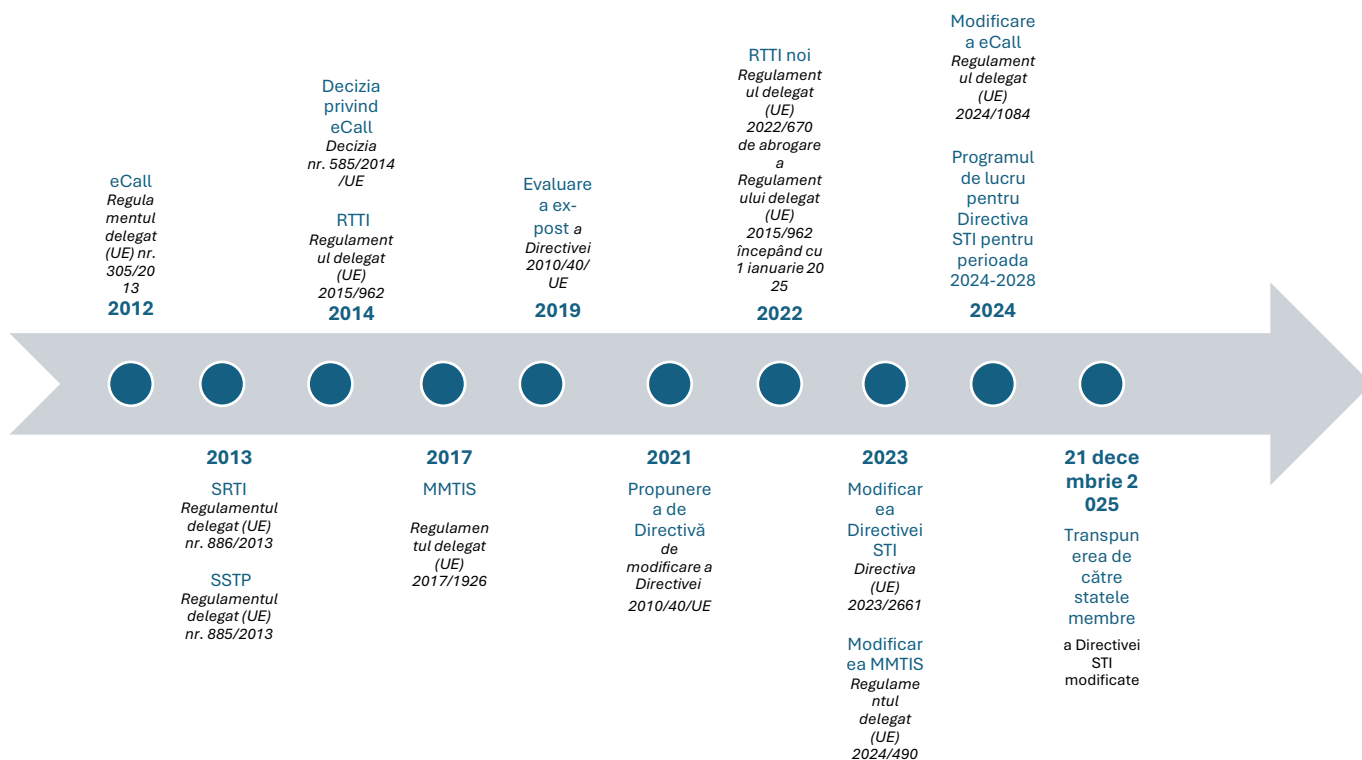 eCall
Regula
mentul
delegat
(UE) nr.
305/20
13
2012
Decizia
privind
eCall
Decizia
nr. 585/2014
/UE
RTTI
Regulament
ul delegat
(UE)
2015/962
2014
Evaluare
a ex-
post a
Directivei
2010/40/
UE
2019
RTTI noi
Regulament
ul delegat
(UE)
2022/670
de abrogare
a
Regulament
ului delegat
(UE)
2015/962
începând cu
1 ianuarie 20
25
2022
Modificare
a eCall
Regulament
ul delegat
(UE)
2024/1084
Programul
de lucru
pentru
Directiva
STI pentru
perioada
2024-2028
2024
2013
SRTI
Regulamentul
delegat (UE)
nr. 886/2013
SSTP
Regulamentul
delegat (UE)
nr. 885/2013
2017
MMTIS
Regulamen
tul delegat
(UE)
2017/1926
2021
Propunere
a de
Directivă
de
modificare a
Directivei
2010/40/UE
2023
Modificar
ea
Directivei
STI
Directiva
(UE)
2023/2661
Modificar
ea MMTIS
Regulame
ntul
delegat
(UE)
2024/490
21 dece
mbrie 2
025
Transpun
erea de
către
statele
membre
a Directivei
STI
modificate